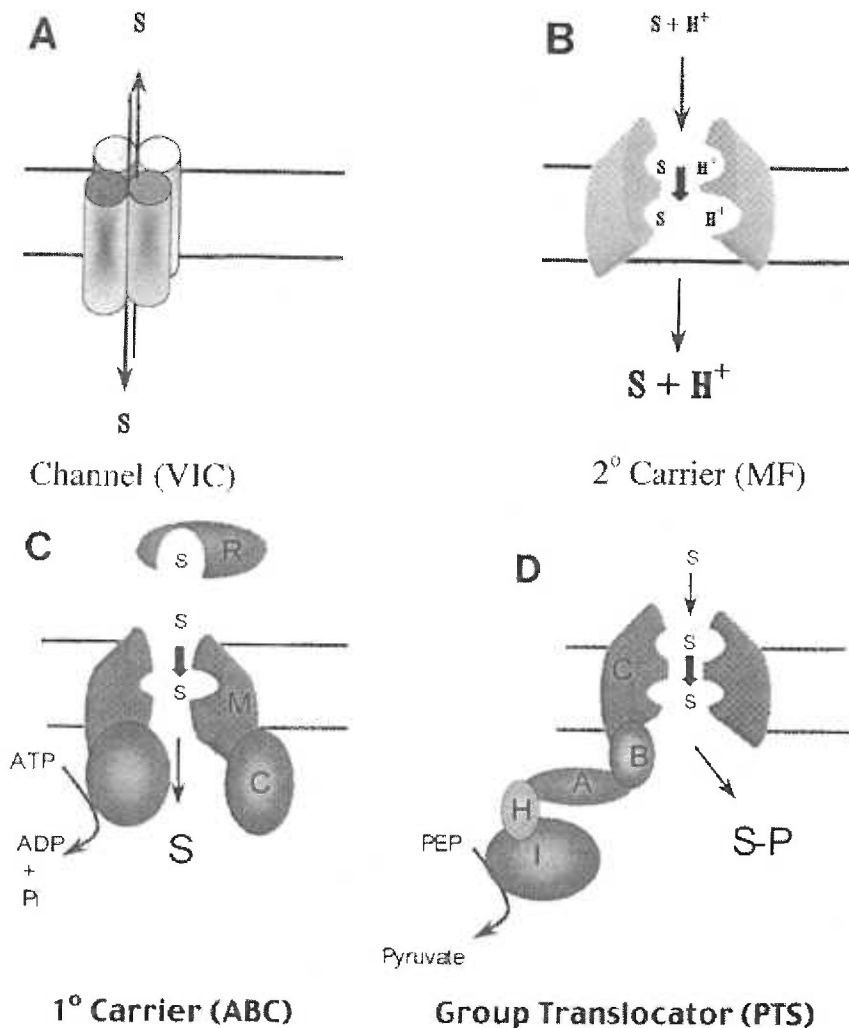 A
S
S
Channel (VIC)
B
S + H⁺
S H⁺
S H⁺
S + H⁺
2° Carrier (MF)
C
S R
S
S
M
C
ATP
ADP
+
Pi
S
1° Carrier (ABC)
D
S
S
C
S
B
A
H
I
PEP
Pyruvate
S-P
Group Translocator (PTS)